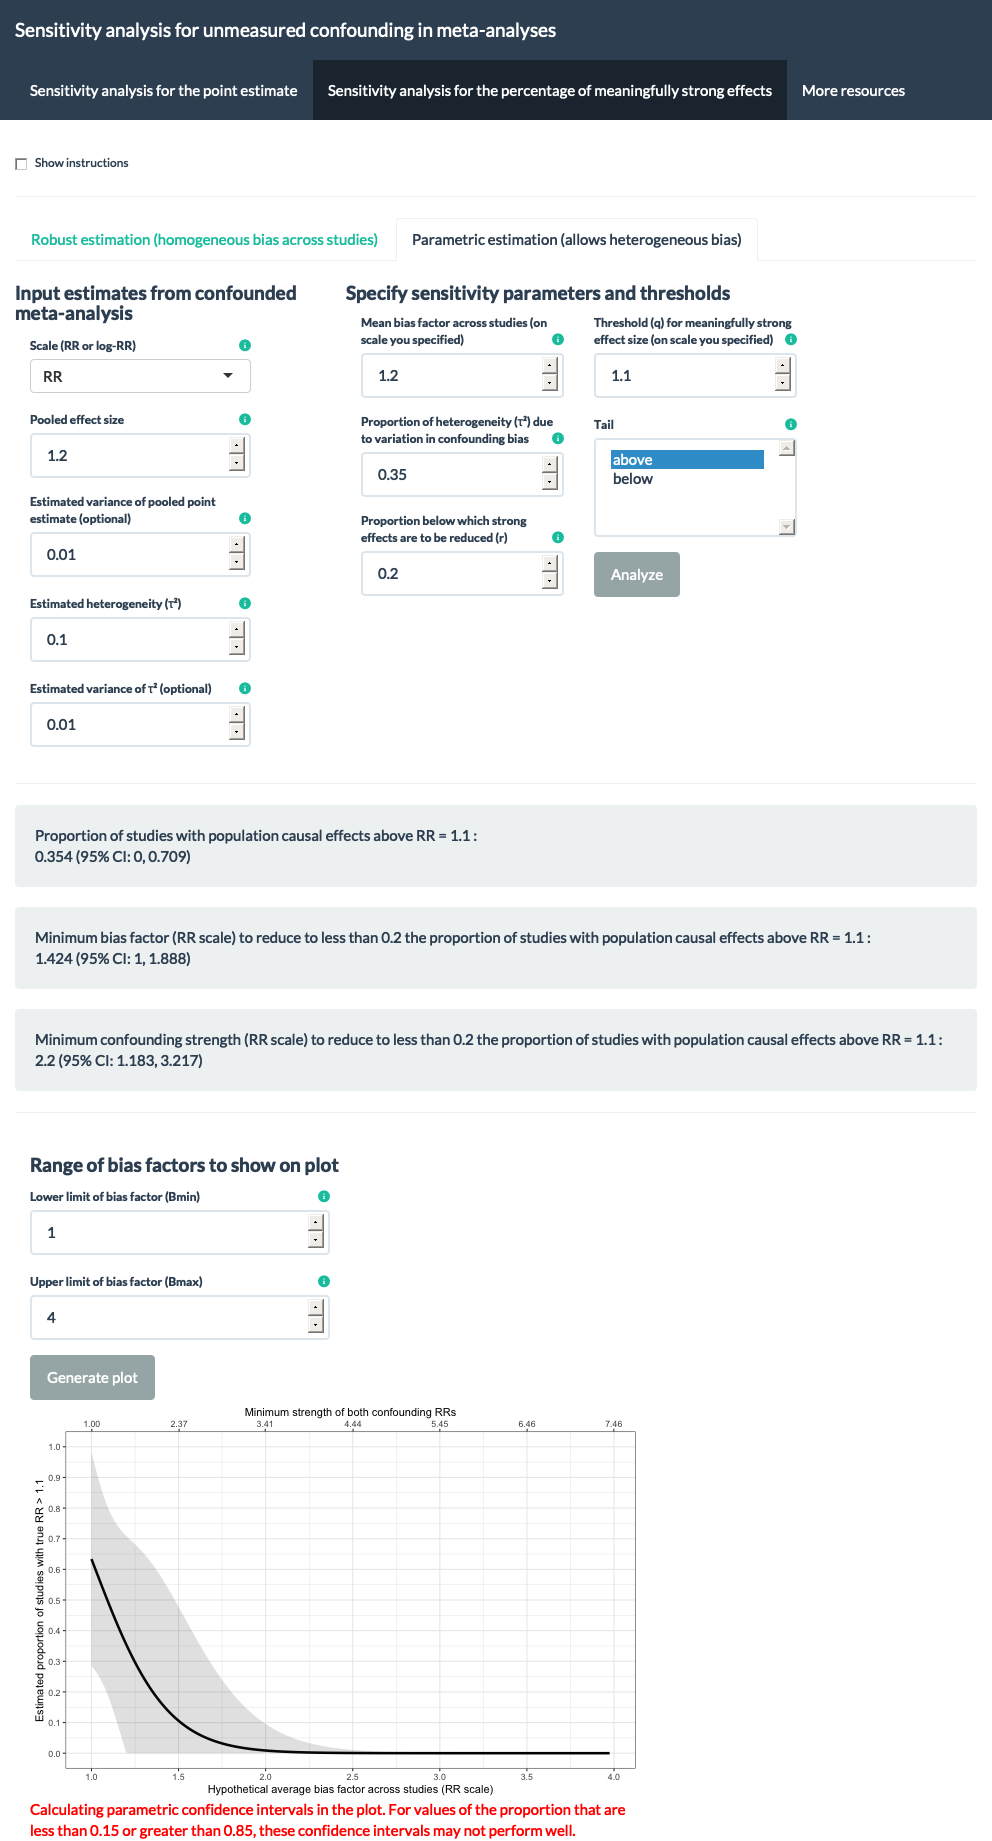 Sensitivity analysis for unmeasured confounding in meta-analyses
Sensitivity analysis for the point estimate
Sensitivity analysis for the percentage of meaningfully strong effects
More resources
Show instructions
Robust estimation (homogeneous bias across studies)
Parametric estimation (allows heterogeneous bias)
Input estimates from confounded
meta-analysis
Scale (RR or log-RR)
RR
Pooled effect size
1.2
Estimated variance of pooled point
estimate (optional)
0.01
Estimated heterogeneity (τ²)
0.1
Estimated variance of τ² (optional)
0.01
Specify sensitivity parameters and thresholds
Mean bias factor across studies (on
scale you specified)
1.2
Proportion of heterogeneity (τ²) due
to variation in confounding bias
0.35
Proportion below which strong
effects are to be reduced (r)
0.2
Threshold (q) for meaningfully strong
effect size (on scale you specified)
1.1
Tail
above
below
Analyze
Proportion of studies with population causal effects above RR = 1.1 :
0.354 (95% CI: 0, 0.709)
Minimum bias factor (RR scale) to reduce to less than 0.2 the proportion of studies with population causal effects above RR = 1.1 :
1.424 (95% CI: 1, 1.888)
Minimum confounding strength (RR scale) to reduce to less than 0.2 the proportion of studies with population causal effects above RR = 1.1 :
2.2 (95% CI: 1.183, 3.217)
Range of bias factors to show on plot
Lower limit of bias factor (Bmin)
1
Upper limit of bias factor (Bmax)
4
Generate plot
Minimum strength of both confounding RRs
1.00 2.37 3.41 4.44 5.45 6.46 7.46
Estimated proportion of studies with true RR > 1.1
1.0
0.9
0.8
0.7
0.6
0.5
0.4
0.3
0.2
0.1
0.0
1.0 1.5 2.0 2.5 3.0 3.5 4.0
Hypothetical average bias factor across studies (RR scale)
Calculating parametric confidence intervals in the plot. For values of the proportion that are
less than 0.15 or greater than 0.85, these confidence intervals may not perform well.